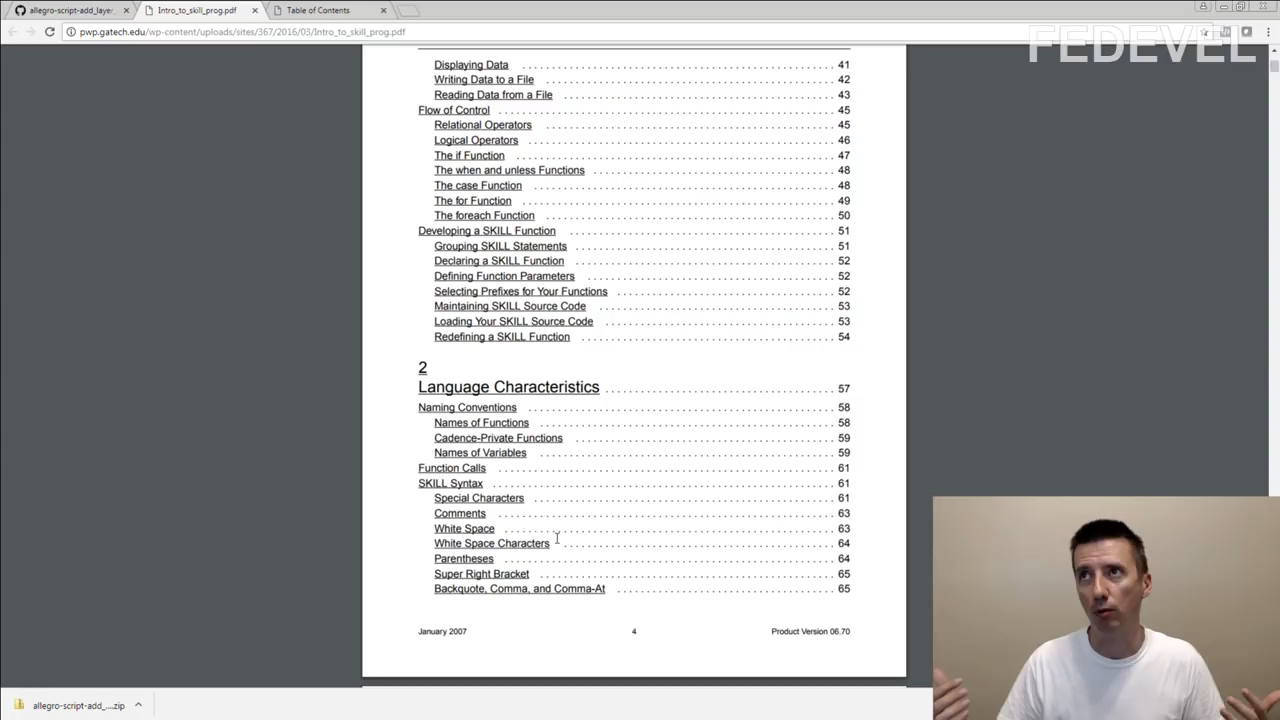 allegro-script-add_layer_
Intro_to_skill_prog.pdf
Table of Contents
pwp.gatech.edu/wp-content/uploads/sites/367/2016/03/Intro_to_skill_prog.pdf
FEDEVEL
Displaying Data 41
Writing Data to a File 42
Reading Data from a File 43
Flow of Control 45
Relational Operators 45
Logical Operators 46
The if Function 47
The when and unless Functions 48
The case Function 48
The for Function 49
The foreach Function 50
Developing a SKILL Function 51
Grouping SKILL Statements 51
Declaring a SKILL Function 52
Defining Function Parameters 52
Selecting Prefixes for Your Functions 52
Maintaining SKILL Source Code 53
Loading Your SKILL Source Code 53
Redefining a SKILL Function 54
2
Language Characteristics 57
Naming Conventions 58
Names of Functions 58
Cadence-Private Functions 59
Names of Variables 59
Function Calls 61
SKILL Syntax 61
Special Characters 61
Comments 63
White Space 63
White Space Characters 64
Parentheses 64
Super Right Bracket 65
Backquote, Comma, and Comma-At 65
January 2007 4 Product Version 06.70
allegro-script-add_....zip